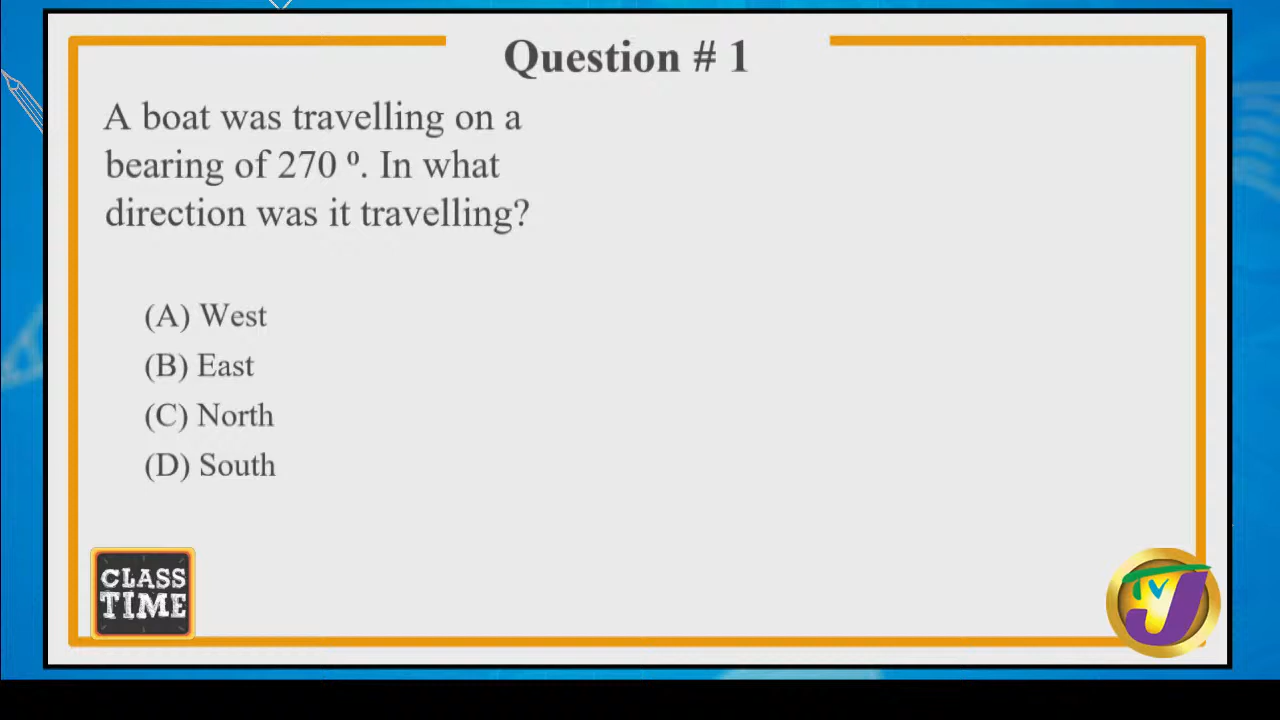 Question # 1
A boat was travelling on a
bearing of 270 º. In what
direction was it travelling?
(A) West
(B) East
(C) North
(D) South
CLASS
TIME
TVJ